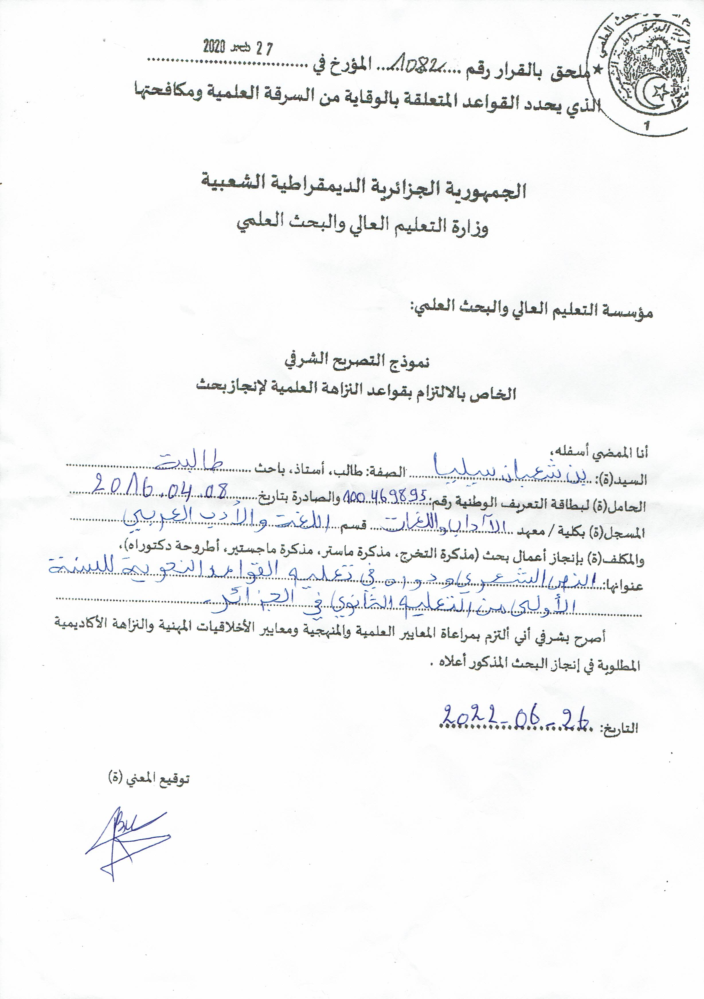 27 ديسمبر 2020
ملحق بالقرار رقم ....1082.... المؤرخ في ....................
الذي يحدد القواعد المتعلقة بالوقاية من السرقة العلمية ومكافحتها
1
الجمهورية الجزائرية الديمقراطية الشعبية
وزارة التعليم العالي والبحث العلمي
مؤسسة التعليم العالي والبحث العلمي:
نموذج التصريح الشرفي
الخاص بالالتزام بقواعد النزاهة العلمية لإنجاز بحث
أنا الممضي أسفله،
السيد(ة): بن شعبان سيليا الصفة: طالب، أستاذ، باحث طالبة
الحامل(ة) لبطاقة التعريف الوطنية رقم: 100469895 والصادرة بتاريخ 2016.04.08
المسجل(ة) بكلية / معهد الآداب واللغات قسم اللغة والأدب العربي
والمكلف(ة) بإنجاز أعمال بحث (مذكرة التخرج، مذكرة ماستر، مذكرة ماجستير، أطروحة دكتوراه)،
عنوانها: النص الشعري ودوره في تعليم القواعد النحوية للسنة
الأولى من التعليم الثانوي في الجزائر.
أصرح بشرفي أني ألتزم بمراعاة المعايير العلمية والمنهجية ومعايير الأخلاقيات المهنية والنزاهة الأكاديمية
المطلوبة في إنجاز البحث المذكور أعلاه .
التاريخ: 2022-06-26
توقيع المعني (ة)